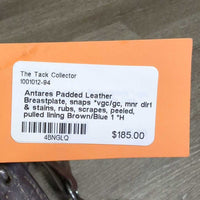 The Tack Collector
1001012-94
Antares Padded Leather
Breastplate, snaps *vgc/gc, mnr dirt
& stains, rubs, scrapes, peeled,
pulled lining Brown/Blue 1 *H
4BNGLQ
$185.00